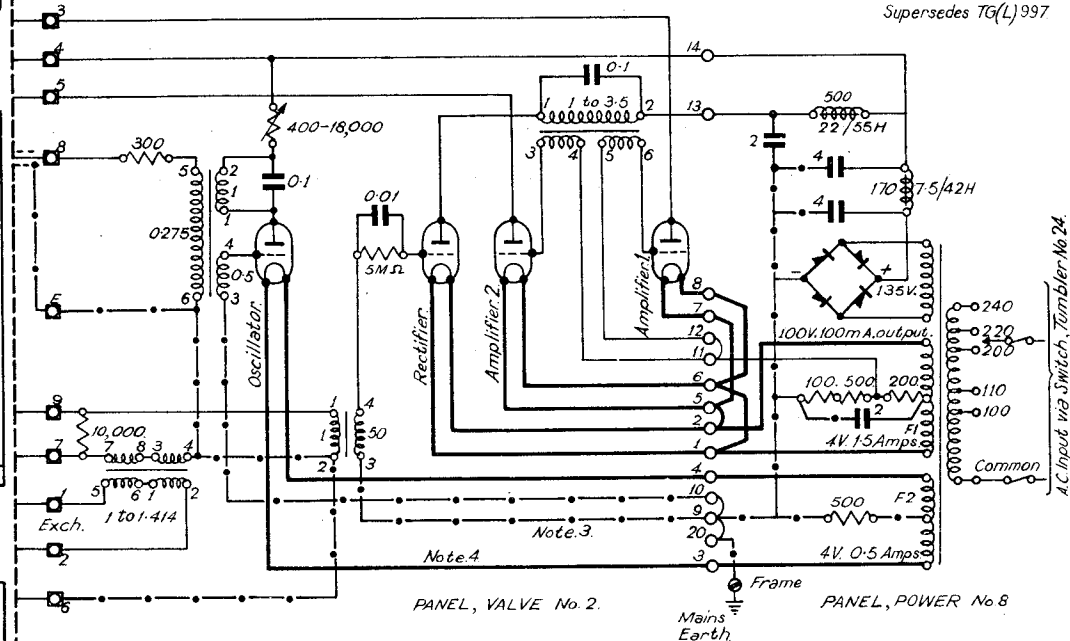 Supersedes TG(L) 997.
3
4
14
5
0·1
1
1 to 3·5
2
13
500
22/55H
400-18,000
2
8
300
3
4
5
6
4
170
7·5/42H
5
2
1
1
0·1
0·01
4
0·275
5MΩ
4
0·5
3
6
- +
135V.
8
7
12
11
100V.100mA.output.
240
220
200
110
100
Common
E
Oscillator
Rectifier
Amplifier.2
Amplifier.1
6
5
2
1
100.
500
200
2
F1
4V. 1·5 Amps.
9
10,000.
7
7 8 3 4
5 6 1 2
1 to 1·414
1
Exch.
2
6
1
1
2
4
50
3
4
10
9
20
3
F2
500
4V. 0·5 Amps.
Note.3.
Note.4.
Frame
Mains
Earth.
PANEL, VALVE No. 2.
PANEL, POWER No 8
A.C. Input via Switch, Tumbler No 24.